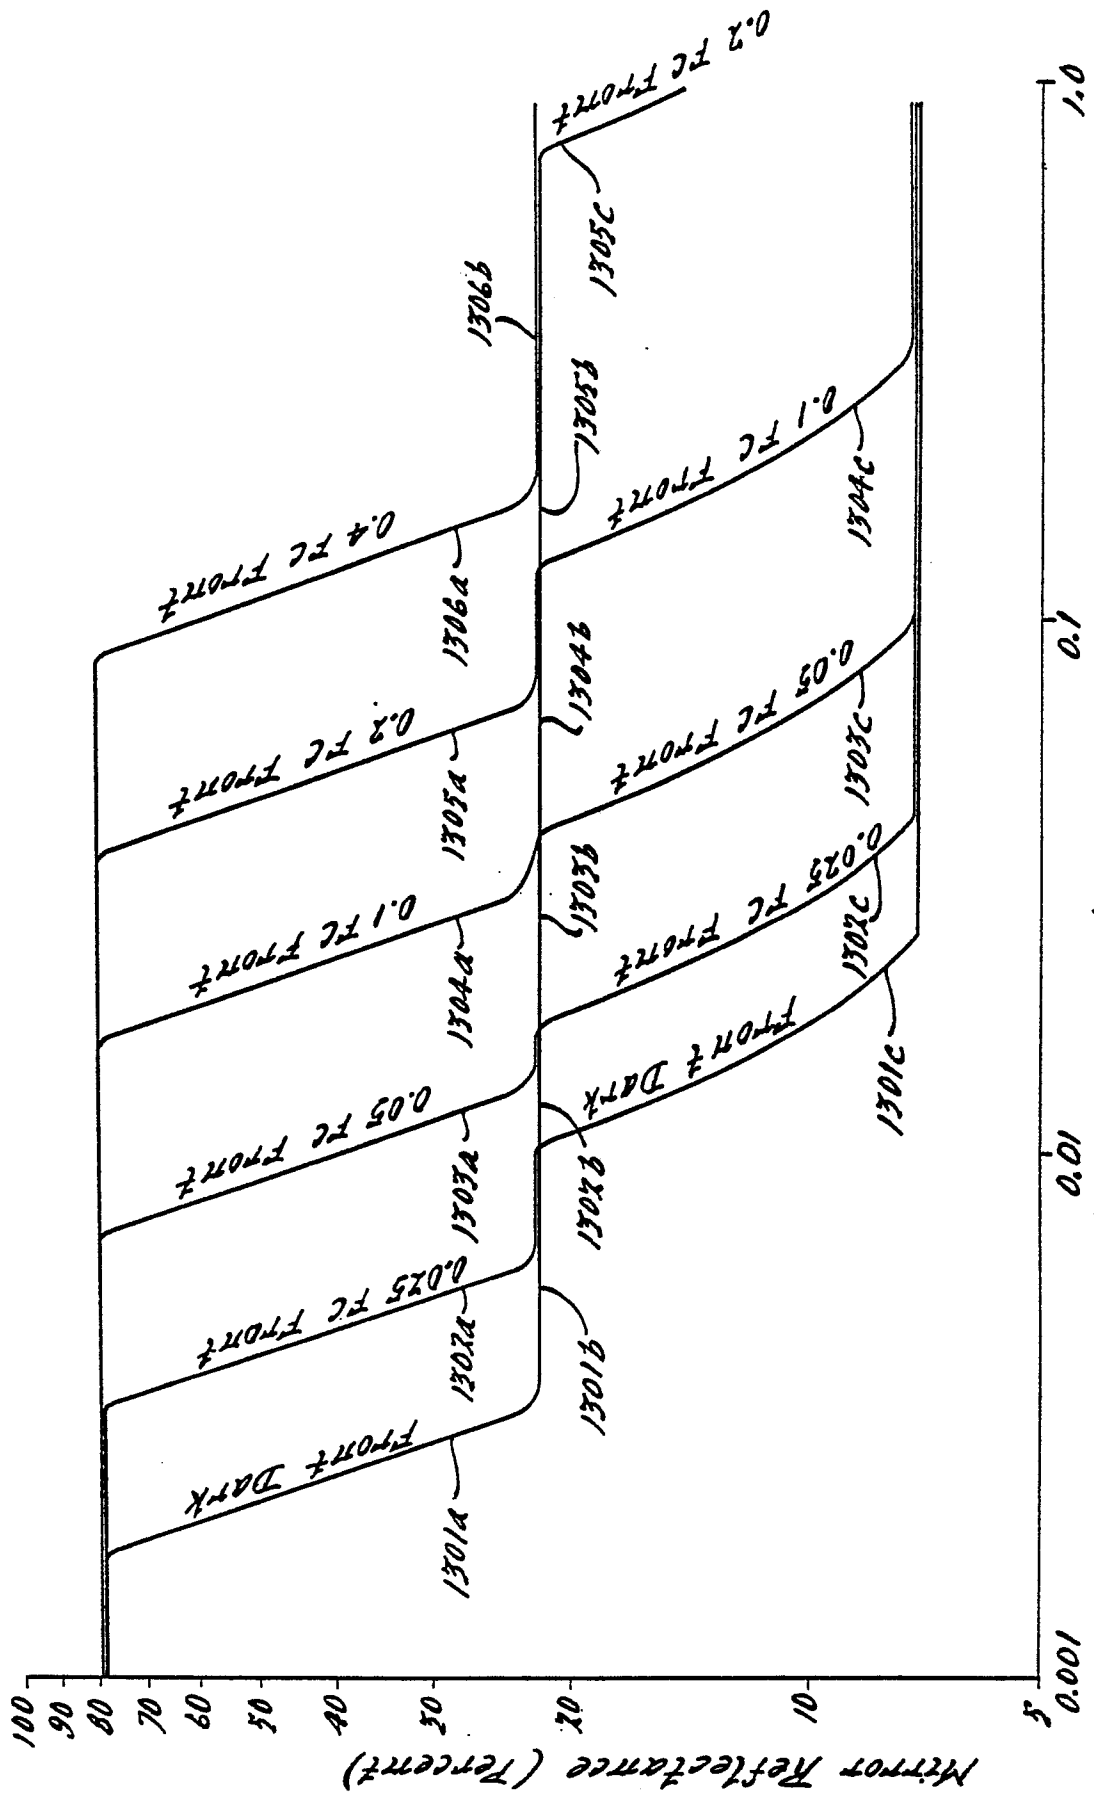 Mirror Reflectance (Percent)
100
90
80
70
60
50
40
30
20
10
5
0.001
0.01
0.1
1.0
Front Dark
0.025 FC Front
0.05 FC Front
0.1 FC Front
0.2 FC Front
0.4 FC Front
1301a
1302a
1303a
1304a
1305a
1306a
1301b
1302b
1303b
1304b
1305b
1306b
Front Dark
0.025 FC Front
0.05 FC Front
0.1 FC Front
0.2 FC Front
1301c
1302c
1303c
1304c
1305c